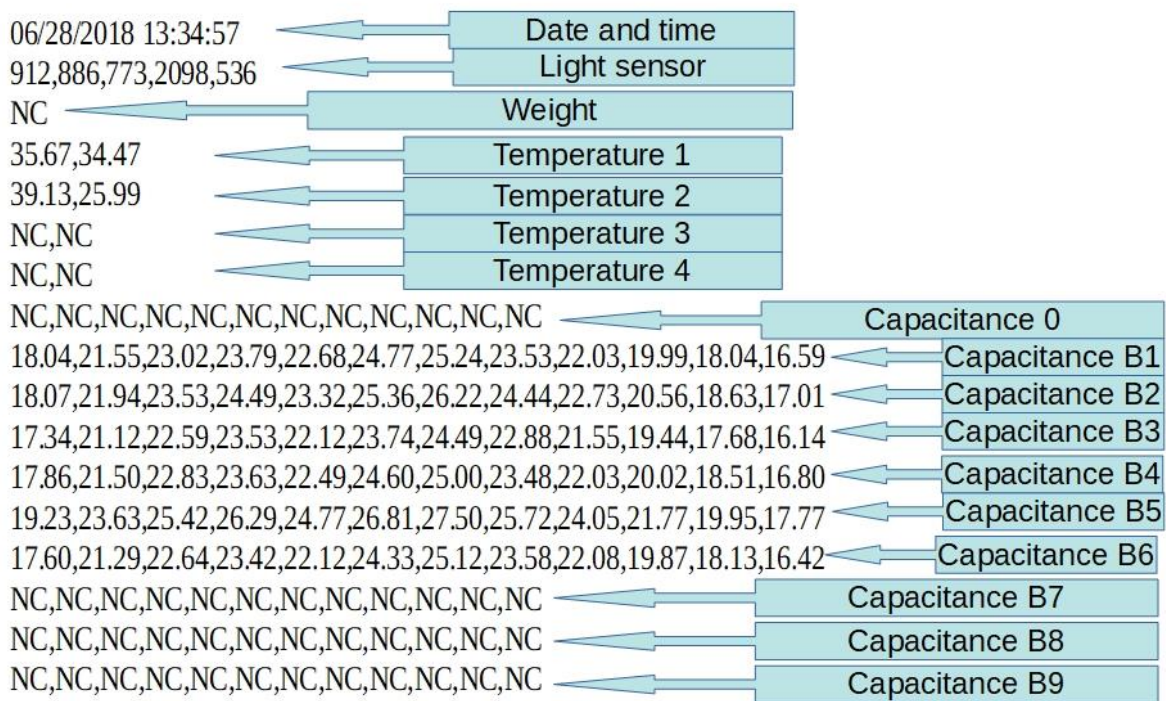 06/28/2018 13:34:57 Date and time
912,886,773,2098,536 Light sensor
NC Weight
35.67,34.47 Temperature 1
39.13,25.99 Temperature 2
NC,NC Temperature 3
NC,NC Temperature 4
NC,NC,NC,NC,NC,NC,NC,NC,NC,NC,NC,NC Capacitance 0
18.04,21.55,23.02,23.79,22.68,24.77,25.24,23.53,22.03,19.99,18.04,16.59 Capacitance B1
18.07,21.94,23.53,24.49,23.32,25.36,26.22,24.44,22.73,20.56,18.63,17.01 Capacitance B2
17.34,21.12,22.59,23.53,22.12,23.74,24.49,22.88,21.55,19.44,17.68,16.14 Capacitance B3
17.86,21.50,22.83,23.63,22.49,24.60,25.00,23.48,22.03,20.02,18.51,16.80 Capacitance B4
19.23,23.63,25.42,26.29,24.77,26.81,27.50,25.72,24.05,21.77,19.95,17.77 Capacitance B5
17.60,21.29,22.64,23.42,22.12,24.33,25.12,23.58,22.08,19.87,18.13,16.42 Capacitance B6
NC,NC,NC,NC,NC,NC,NC,NC,NC,NC,NC,NC Capacitance B7
NC,NC,NC,NC,NC,NC,NC,NC,NC,NC,NC,NC Capacitance B8
NC,NC,NC,NC,NC,NC,NC,NC,NC,NC,NC,NC Capacitance B9